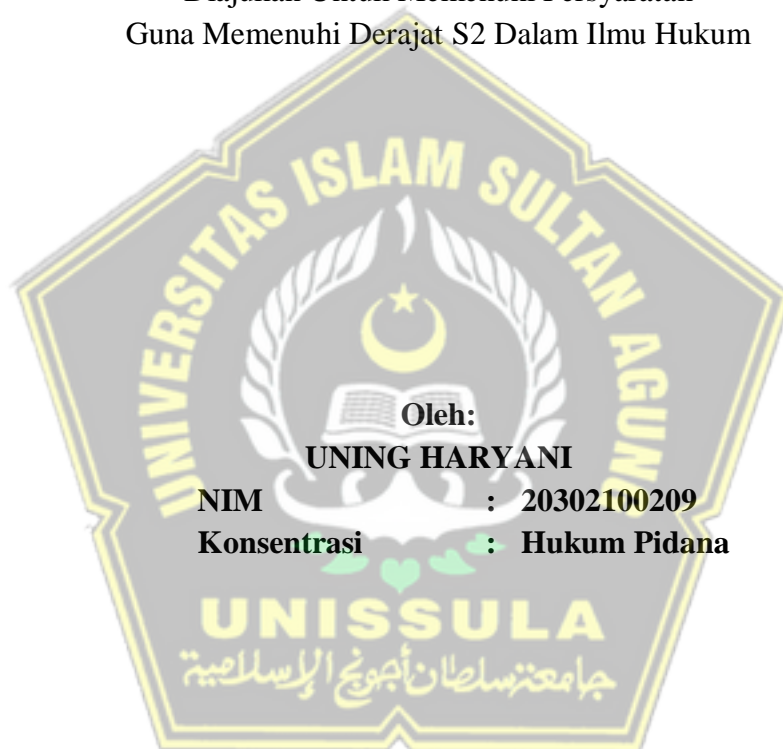 Diajukan Untuk Memenuhi Persyaratan
Guna Memenuhi Derajat S2 Dalam Ilmu Hukum
UNIVERSITAS ISLAM SULTAN AGUNG
Oleh:
UNING HARYANI
NIM : 20302100209
Konsentrasi : Hukum Pidana
UNISSULA
جامعة سلطان أجونج الإسلامية